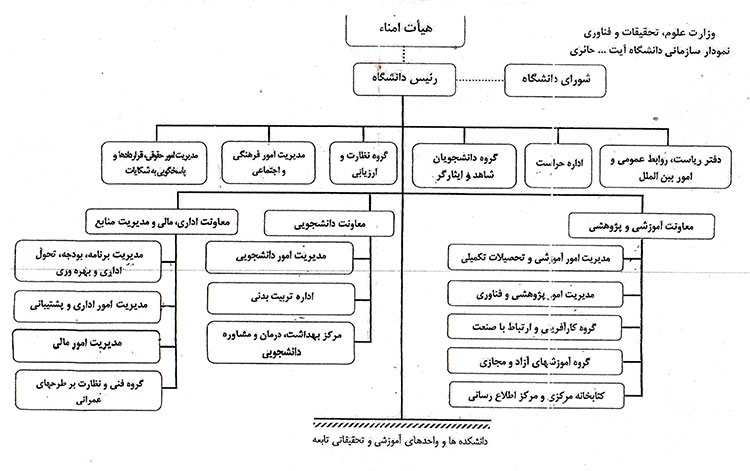 وزارت علوم، تحقیقات و فناوری
نمودار سازمانی دانشگاه آیت ... حائری
هیأت امناء
رئیس دانشگاه
شورای دانشگاه
دفتر ریاست، روابط عمومی و
امور بین الملل
اداره حراست
گروه دانشجویان
شاهد و ایثارگر
گروه نظارت و
ارزیابی
مدیریت امور فرهنگی
و اجتماعی
مدیریت امور حقوقی، قراردادها و
پاسخگویی به شکایات
معاونت آموزشی و پژوهشی
مدیریت امور آموزشی و تحصیلات تکمیلی
مدیریت امور پژوهشی و فناوری
گروه کارآفرینی و ارتباط با صنعت
گروه آموزشهای آزاد و مجازی
کتابخانه مرکزی و مرکز اطلاع رسانی
معاونت دانشجویی
مدیریت امور دانشجویی
اداره تربیت بدنی
مرکز بهداشت، درمان و مشاوره
دانشجویی
معاونت اداری، مالی و مدیریت منابع
مدیریت برنامه، بودجه، تحول
اداری و بهره وری
مدیریت امور اداری و پشتیبانی
مدیریت امور مالی
گروه فنی و نظارت بر طرحهای
عمرانی
دانشکده ها و واحدهای آموزشی و تحقیقاتی تابعه